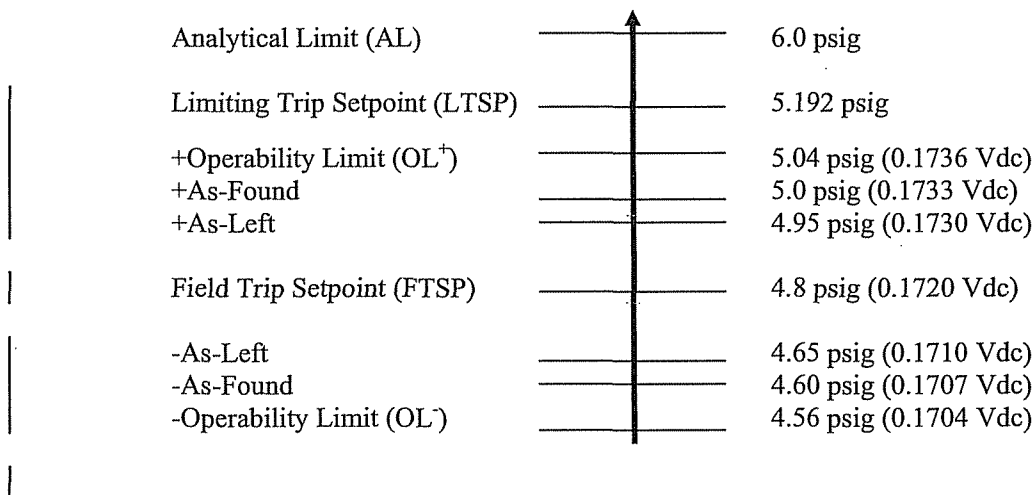 Analytical Limit (AL) 6.0 psig
Limiting Trip Setpoint (LTSP) 5.192 psig
+Operability Limit (OL⁺) 5.04 psig (0.1736 Vdc)
+As-Found 5.0 psig (0.1733 Vdc)
+As-Left 4.95 psig (0.1730 Vdc)
Field Trip Setpoint (FTSP) 4.8 psig (0.1720 Vdc)
-As-Left 4.65 psig (0.1710 Vdc)
-As-Found 4.60 psig (0.1707 Vdc)
-Operability Limit (OL⁻) 4.56 psig (0.1704 Vdc)